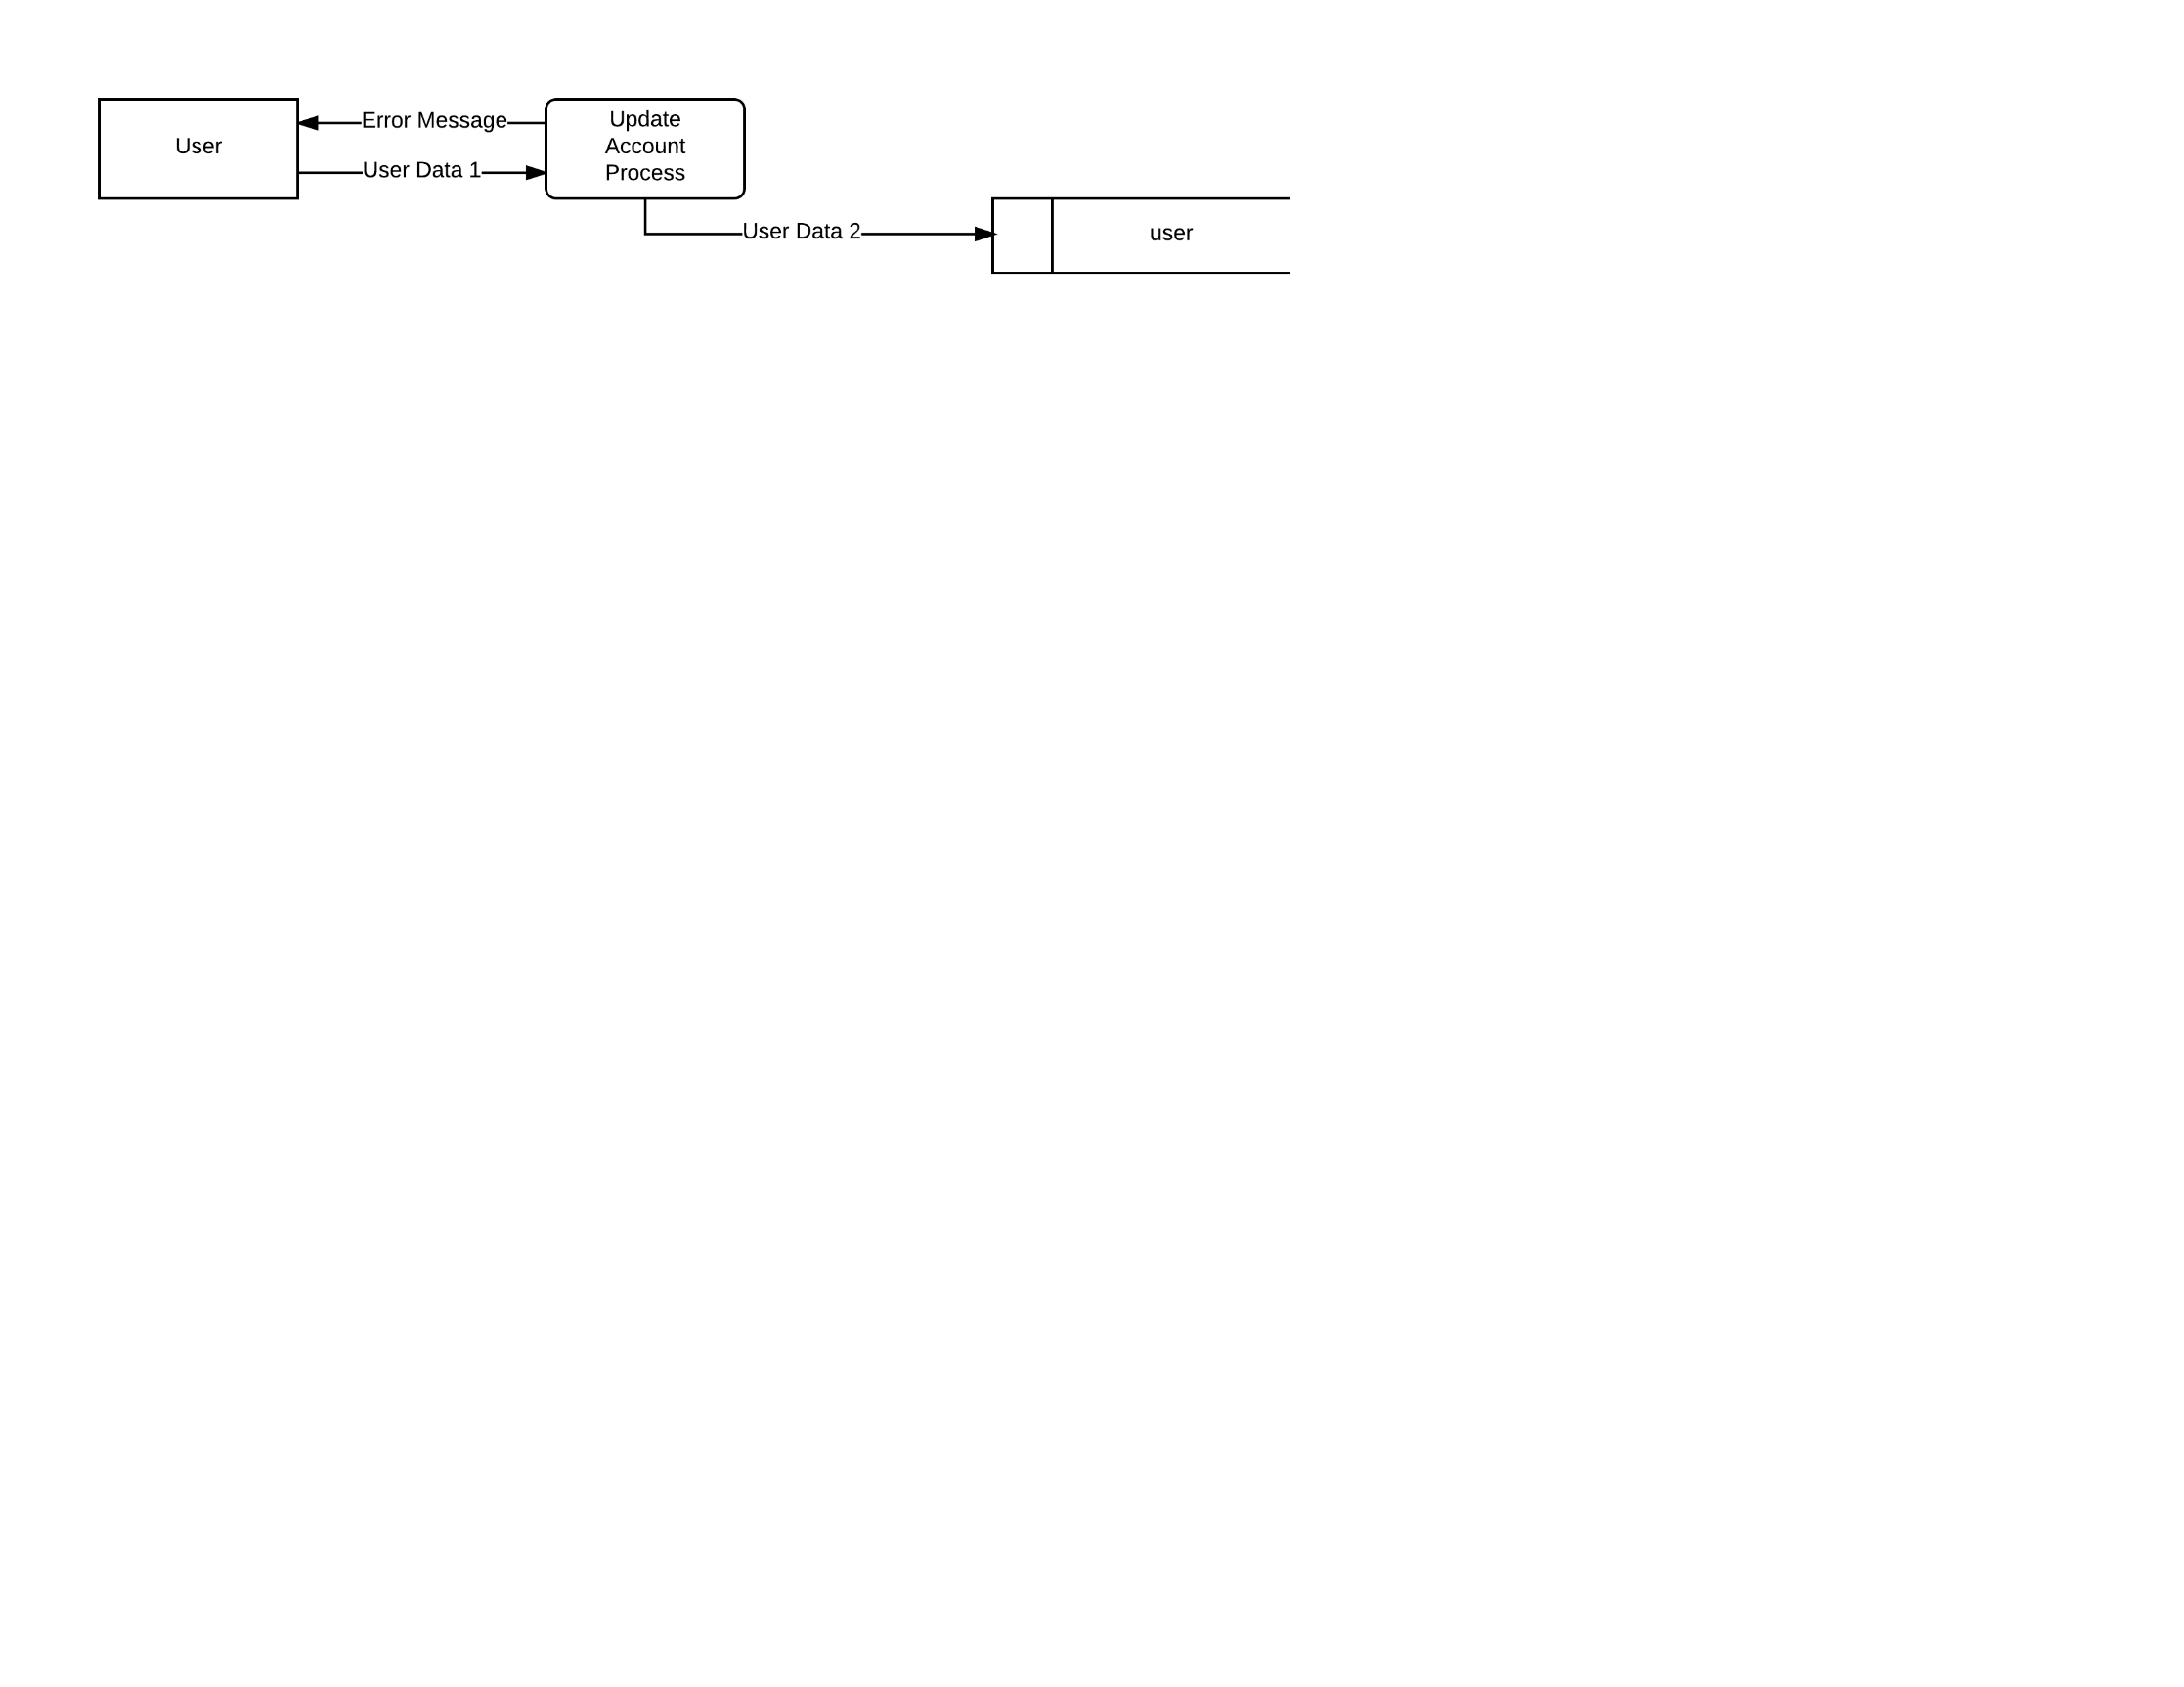 User
Error Message
User Data 1
Update
Account
Process
User Data 2
user